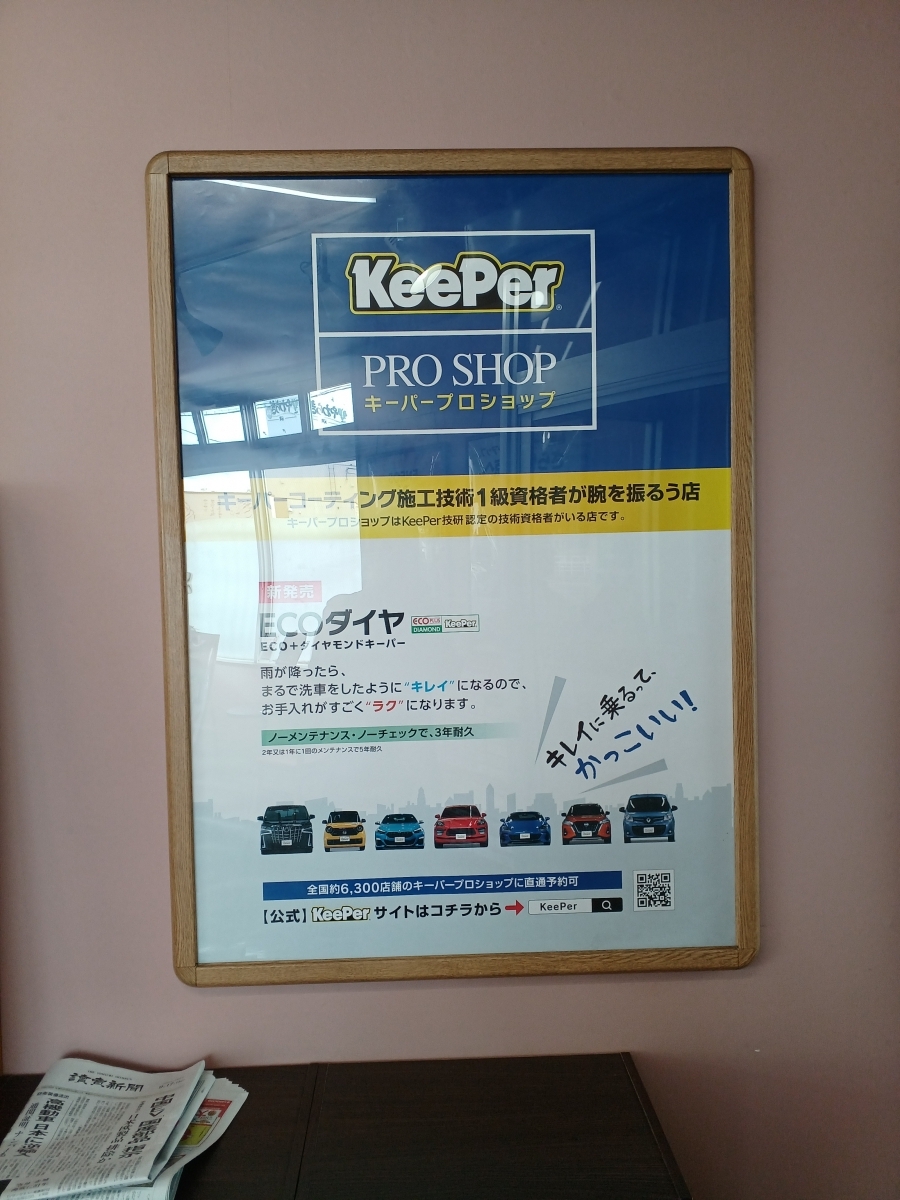 KeePer
PRO SHOP
キーパープロショップ
キーパーコーティング施工技術1級資格者が腕を振るう店
キーパープロショップはKeePer技研認定の技術資格者がいる店です。
新発売
ECOダイヤ
ECO PLUS
DIAMOND KeePer
ECO+ダイヤモンドキーパー
雨が降ったら、
まるで洗車をしたように“キレイ”になるので、
お手入れがすごく“ラク”になります。
ノーメンテナンス・ノーチェックで、3年耐久
2年又は1年に1回のメンテナンスで5年耐久
キレイに乗るって、
かっこいい!!
全国約6,300店舗のキーパープロショップに直通予約可
【公式】KeePerサイトはコチラから→ KeePer
讀賣新聞
高機動車